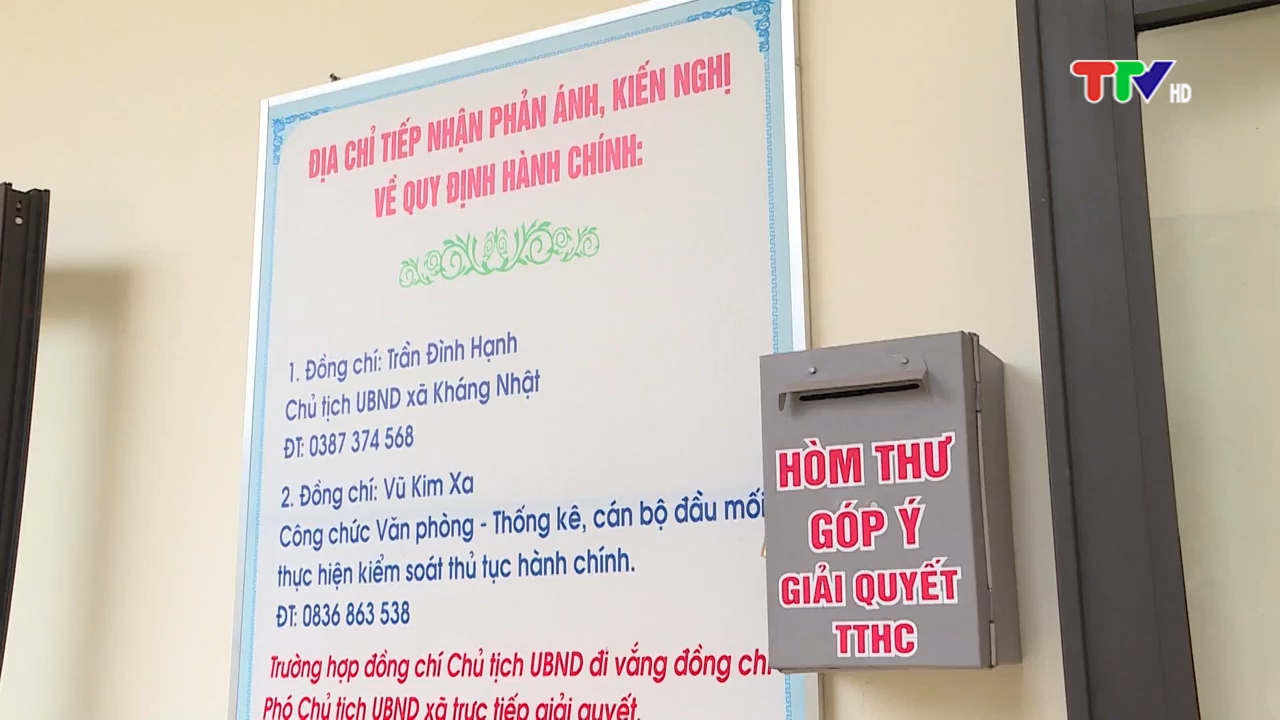 ĐỊA CHỈ TIẾP NHẬN PHẢN ÁNH, KIẾN NGHỊ
VỀ QUY ĐỊNH HÀNH CHÍNH:
1. Đồng chí: Trần Đình Hạnh
Chủ tịch UBND xã Kháng Nhật
ĐT: 0387 374 568
2. Đồng chí: Vũ Kim Xa
Công chức Văn phòng - Thống kê, cán bộ đầu mối
thực hiện kiểm soát thủ tục hành chính.
ĐT: 0836 863 538
Trường hợp đồng chí Chủ tịch UBND đi vắng đồng chí
Phó Chủ tịch UBND xã trực tiếp giải quyết.
HÒM THƯ
GÓP Ý
GIẢI QUYẾT
TTHC
TTV HD